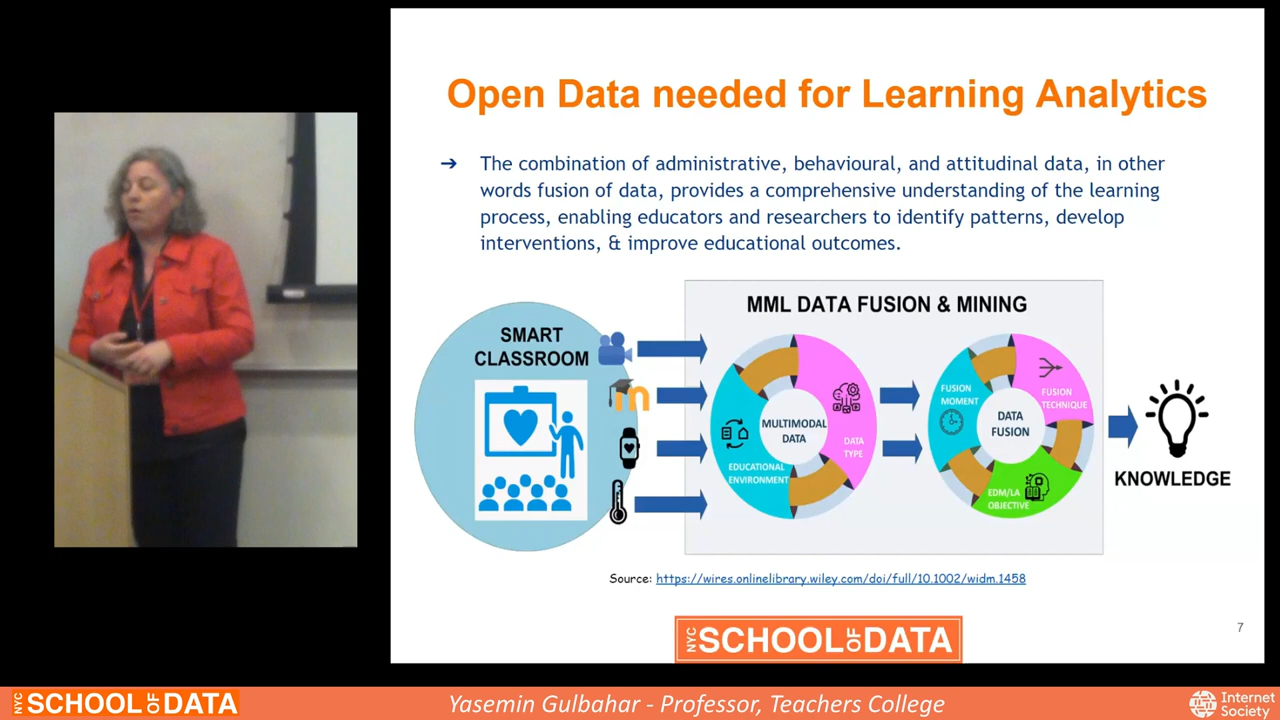 Open Data needed for Learning Analytics
➔ The combination of administrative, behavioural, and attitudinal data, in other
words fusion of data, provides a comprehensive understanding of the learning
process, enabling educators and researchers to identify patterns, develop
interventions, & improve educational outcomes.
SMART
CLASSROOM
MML DATA FUSION & MINING
MULTIMODAL
DATA
DATA
TYPE
EDUCATIONAL
ENVIRONMENT
FUSION
MOMENT
FUSION
TECHNIQUE
DATA
FUSION
EDM/LA
OBJECTIVE
KNOWLEDGE
Source: https://wires.onlinelibrary.wiley.com/doi/full/10.1002/widm.1458
NYC SCHOOL OF DATA
7
NYC SCHOOL OF DATA
Yasemin Gulbahar - Professor, Teachers College
Internet
Society